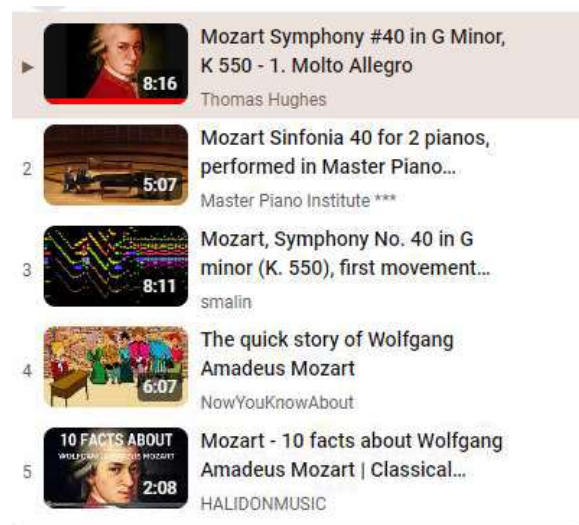 8:16
Mozart Symphony #40 in G Minor,
K 550 - 1. Molto Allegro
Thomas Hughes
2
5:07
Mozart Sinfonia 40 for 2 pianos,
performed in Master Piano...
Master Piano Institute ***
3
8:11
Mozart, Symphony No. 40 in G
minor (K. 550), first movement...
smalin
4
6:07
The quick story of Wolfgang
Amadeus Mozart
NowYouKnowAbout
5
10 FACTS ABOUT
WOLFGANG AMADEUS MOZART
2:08
Mozart - 10 facts about Wolfgang
Amadeus Mozart | Classical...
HALIDONMUSIC